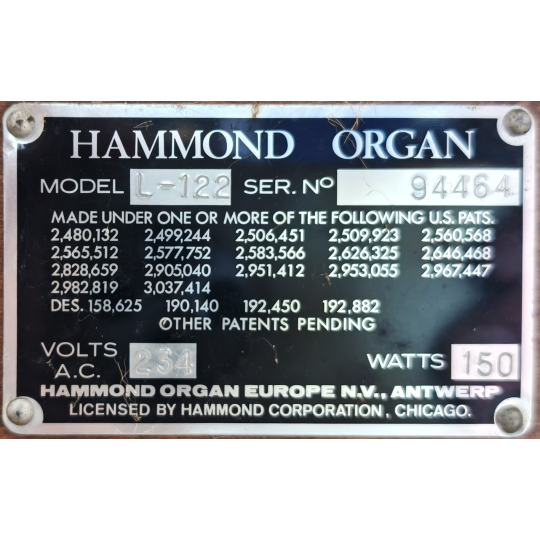 HAMMOND ORGAN
MODEL L-122 SER. Nº 94464
MADE UNDER ONE OR MORE OF THE FOLLOWING U.S. PATS.
2,480,132 2,499,244 2,506,451 2,509,923 2,560,568
2,565,512 2,577,752 2,583,566 2,626,325 2,646,468
2,828,659 2,905,040 2,951,412 2,953,055 2,967,447
2,982,819 3,037,414
DES. 158,625 190,140 192,450 192,882
OTHER PATENTS PENDING
VOLTS
A.C. 234 WATTS 150
HAMMOND ORGAN EUROPE N.V., ANTWERP
LICENSED BY HAMMOND CORPORATION, CHICAGO.